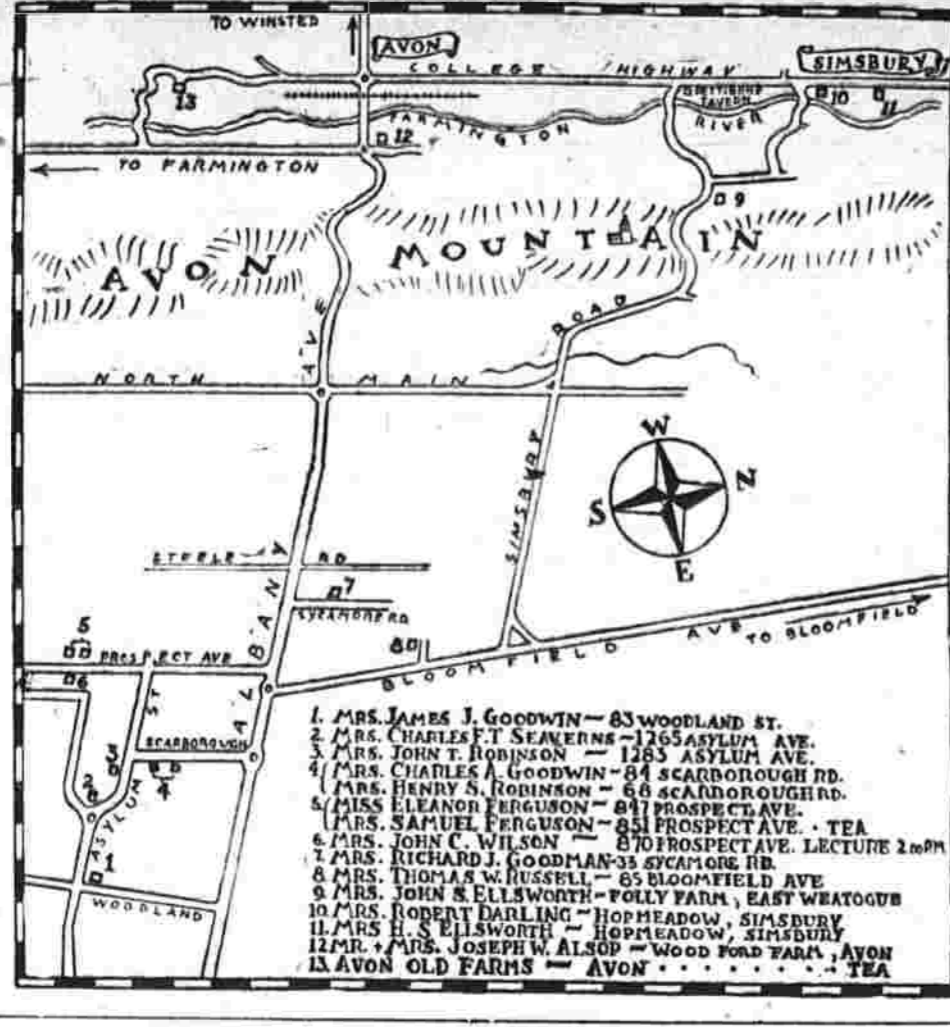 TO WINSTED
AVON
SIMSBURY
COLLEGE HIGHWAY
13
10
11
TAVERN
FARMINGTON RIVER
12
TO FARMINGTON
9
AVON MOUNTAIN
ROAD
AVE
NORTH MAIN
W
N
S
E
SIMSBURY
STEELE RD
7
SYCAMORE RD
ALBANY
5
PROSPECT AVE
8
BLOOMFIELD AVE
TO BLOOMFIELD
6
ST
SCARBOROUGH
3
4
2
ASYLUM
1
WOODLAND
1. MRS. JAMES J. GOODWIN — 83 WOODLAND ST.
2. MRS. CHARLES F. T SEAVERNS — 1265 ASYLUM AVE.
3. MRS. JOHN T. ROBINSON — 1283 ASYLUM AVE.
4 ( MRS. CHARLES A. GOODWIN — 84 SCARBOROUGH RD.
( MRS. HENRY S. ROBINSON — 68 SCARBOROUGH RD.
5. (MISS ELEANOR FERGUSON — 847 PROSPECT AVE.
(MRS. SAMUEL FERGUSON — 851 PROSPECT AVE. · TEA
6. MRS. JOHN C. WILSON — 870 PROSPECT AVE. LECTURE 2:00 PM
7. MRS. RICHARD J. GOODMAN - 33 SYCAMORE RD.
8 MRS. THOMAS W. RUSSELL — 85 BLOOMFIELD AVE
9 MRS. JOHN S. ELLSWORTH — FOLLY FARM, EAST WEATOGUE
10 MRS. ROBERT DARLING — HOPMEADOW, SIMSBURY
11. MRS H. S ELLSWORTH — HOPMEADOW, SIMSBURY
12 MR. + MRS. JOSEPH W. ALSOP — WOOD FORD FARM, AVON
13. AVON OLD FARMS — AVON · · · · · · · · TEA